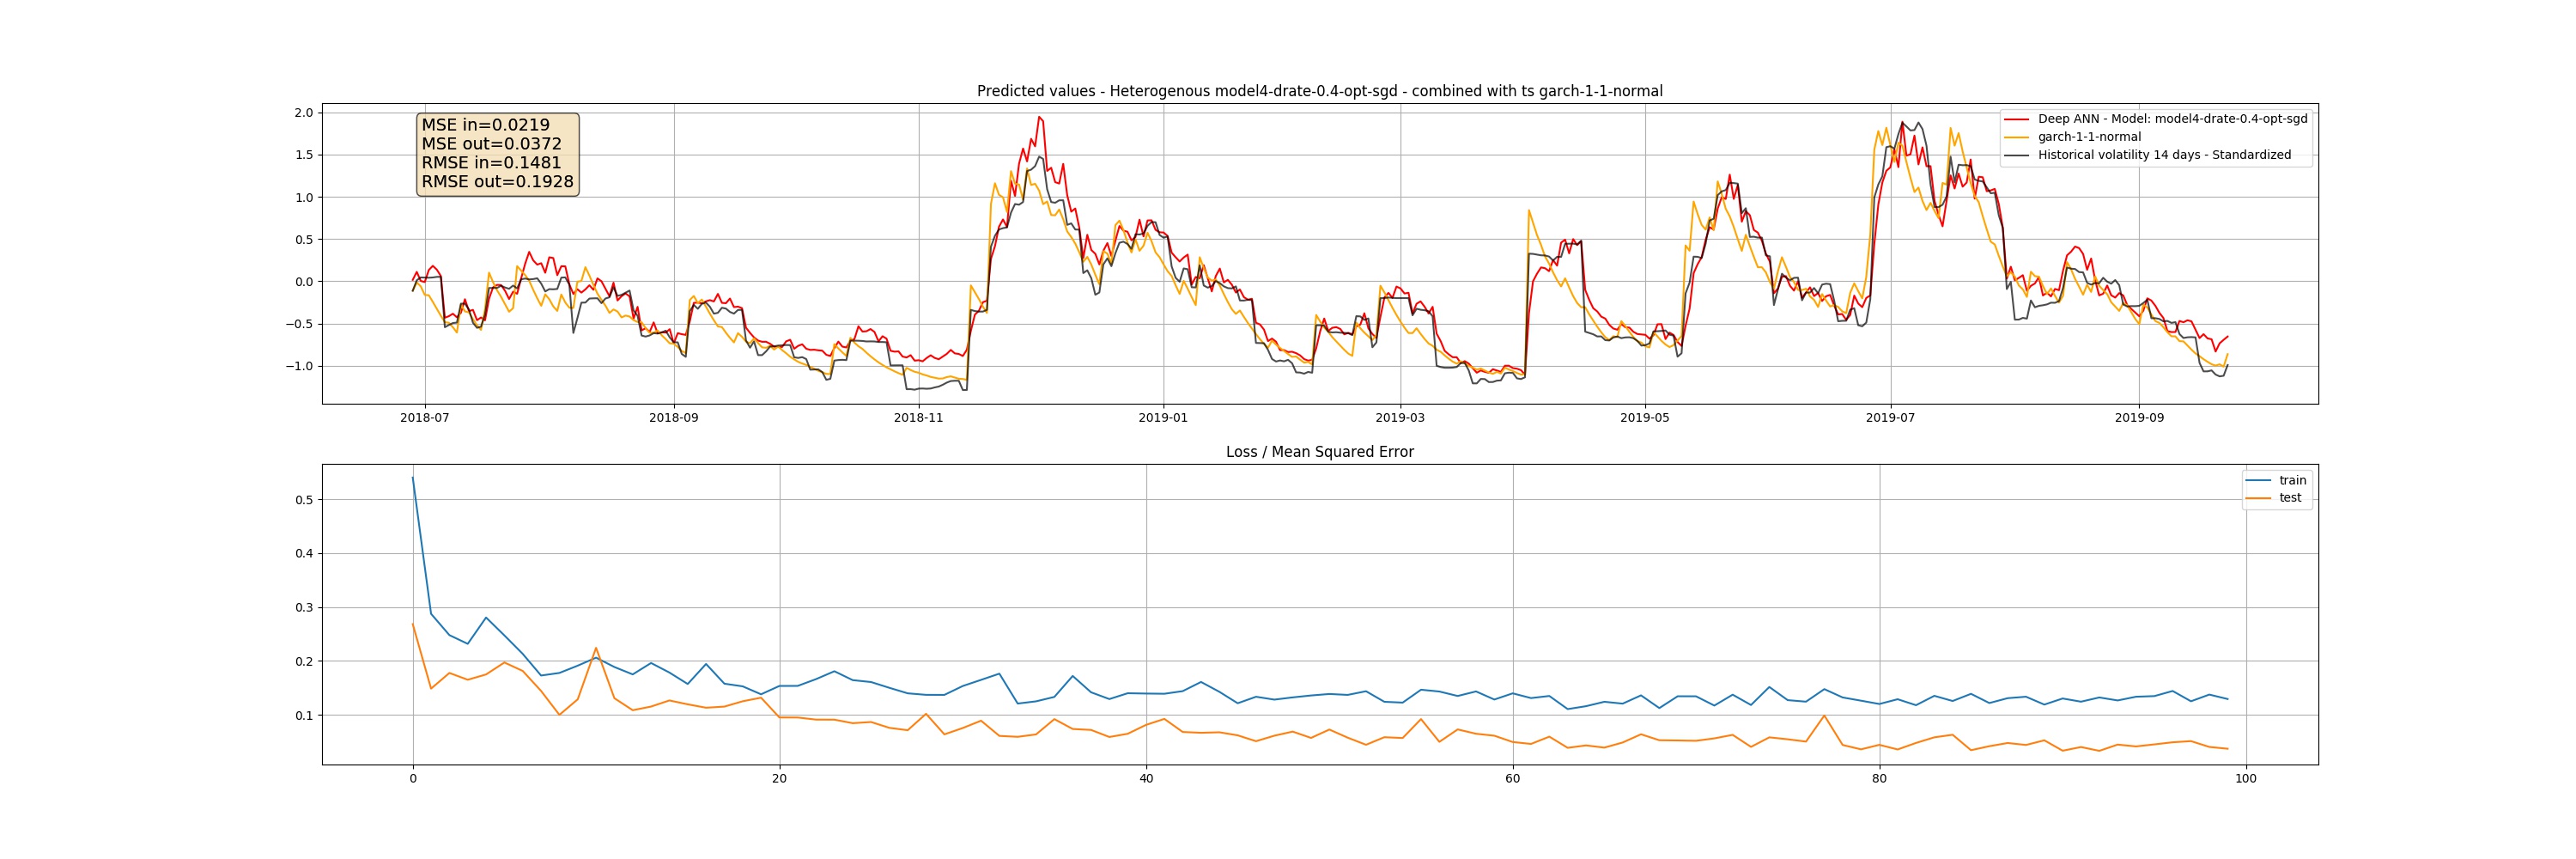 Predicted values - Heterogenous model4-drate-0.4-opt-sgd - combined with ts garch-1-1-normal
2.0
1.5
1.0
0.5
0.0
−0.5
−1.0
MSE in=0.0219
MSE out=0.0372
RMSE in=0.1481
RMSE out=0.1928
Deep ANN - Model: model4-drate-0.4-opt-sgd
garch-1-1-normal
Historical volatility 14 days - Standardized
2018-07 2018-09 2018-11 2019-01 2019-03 2019-05 2019-07 2019-09
Loss / Mean Squared Error
0.5
0.4
0.3
0.2
0.1
train
test
0 20 40 60 80 100